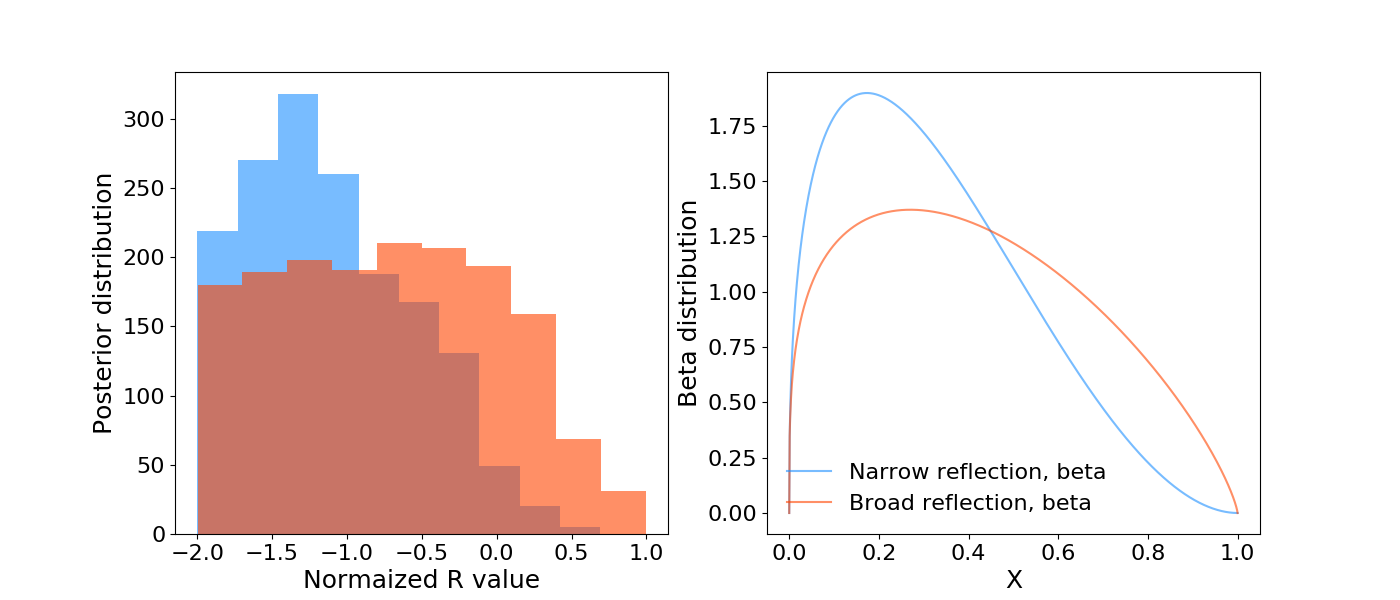 Posterior distribution
300
250
200
150
100
50
0
−2.0 −1.5 −1.0 −0.5 0.0 0.5 1.0
Normaized R value
Beta distribution
1.75
1.50
1.25
1.00
0.75
0.50
0.25
0.00
Narrow reflection, beta
Broad reflection, beta
0.0 0.2 0.4 0.6 0.8 1.0
X